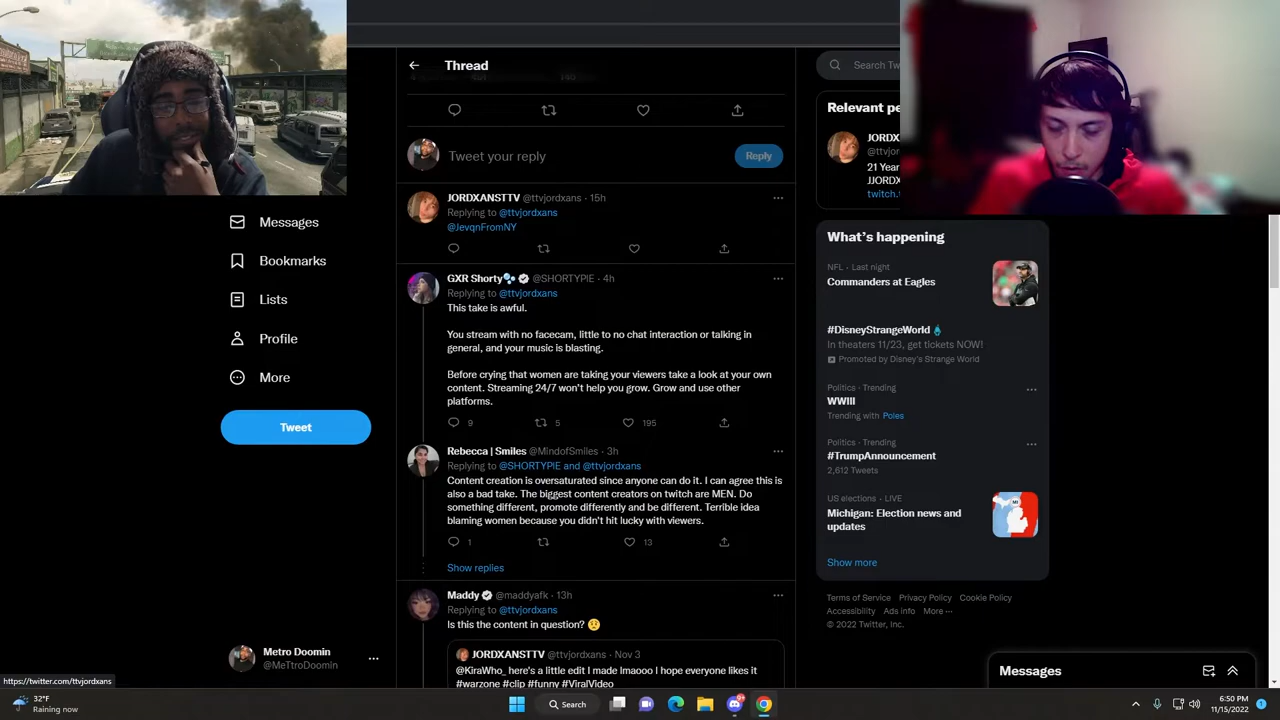 Thread
Search Tw
Tweet your reply
Reply
Messages
Bookmarks
Lists
Profile
More
Tweet
JORDXANSTTV @ttvjordxans · 15h
Replying to @ttvjordxans
@JevqnFromNY
GXR Shorty @SHORTYPIE · 4h
Replying to @ttvjordxans
This take is awful.
You stream with no facecam, little to no chat interaction or talking in
general, and your music is blasting.
Before crying that women are taking your viewers take a look at your own
content. Streaming 24/7 won't help you grow. Grow and use other
platforms.
9 5 195
Rebecca | Smiles @MindofSmiles · 3h
Replying to @SHORTYPIE and @ttvjordxans
Content creation is oversaturated since anyone can do it. I can agree this is
also a bad take. The biggest content creators on twitch are MEN. Do
something different, promote differently and be different. Terrible idea
blaming women because you didn't hit lucky with viewers.
1 13
Show replies
Maddy @maddyafk · 13h
Replying to @ttvjordxans
Is this the content in question? 🤨
JORDXANSTTV @ttvjordxans · Nov 3
@KiraWho_ here's a little edit I made lmaooo I hope everyone likes it
#warzone #clip #funny #ViralVideo
Relevant pe
JORDX
@ttvjor
21 Year
JJORDX
twitch.t
What's happening
NFL · Last night
Commanders at Eagles
#DisneyStrangeWorld
In theaters 11/23, get tickets NOW!
Promoted by Disney's Strange World
Politics · Trending
WWIII
Trending with Poles
Politics · Trending
#TrumpAnnouncement
2,612 Tweets
US elections · LIVE
Michigan: Election news and
updates
Show more
Terms of Service Privacy Policy Cookie Policy
Accessibility Ads info More ···
© 2022 Twitter, Inc.
Metro Doomin
@MeTtroDoomin
Messages
https://twitter.com/ttvjordxans
32°F
Raining now
Search
6:50 PM
11/15/2022